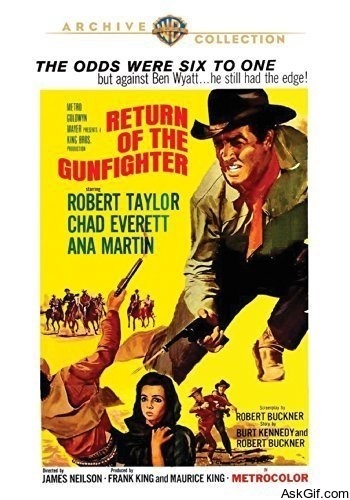 ARCHIVE WB COLLECTION
THE ODDS WERE SIX TO ONE
but against Ben Wyatt...he still had the edge!
METRO
GOLDWYN
MAYER PRESENTS A
KING BROS.
PRODUCTION
RETURN
OF THE
GUNFIGHTER
starring
ROBERT TAYLOR
CHAD EVERETT
ANA MARTIN
Screenplay by
ROBERT BUCKNER
Story by
BURT KENNEDY and
ROBERT BUCKNER
Directed by
JAMES NEILSON
Produced by
FRANK KING and MAURICE KING
In METROCOLOR
AskGif.com